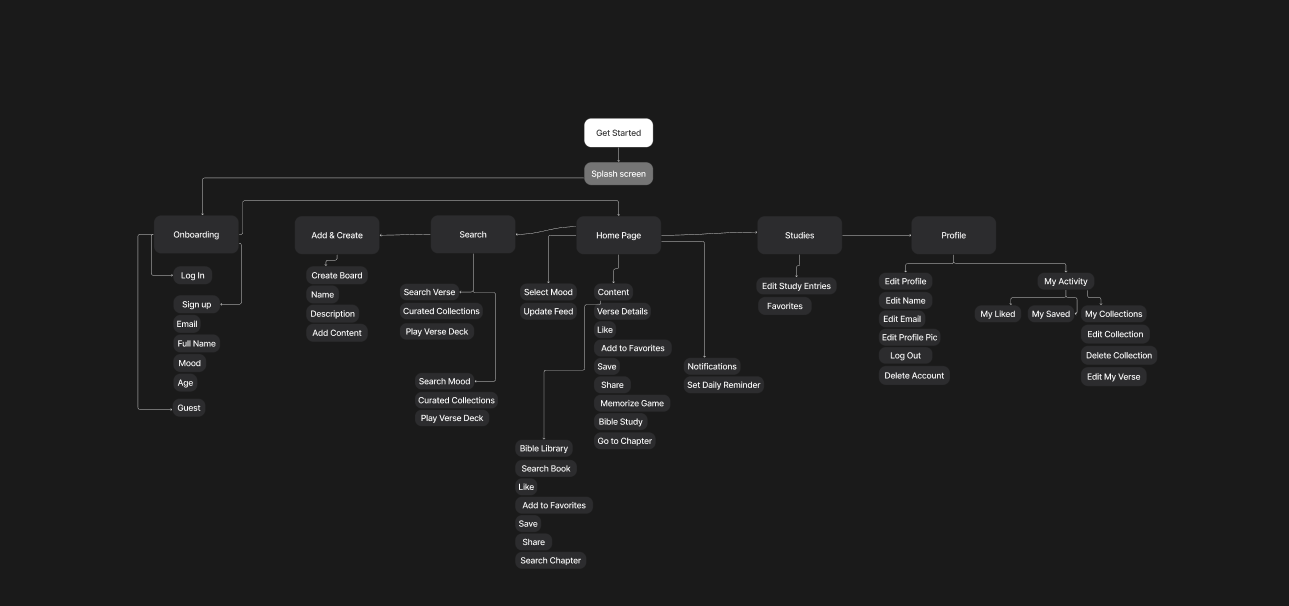 Get Started
Splash screen
Onboarding
Log In
Sign up
Email
Full Name
Mood
Age
Guest
Add & Create
Create Board
Name
Description
Add Content
Search
Search Verse
Curated Collections
Play Verse Deck
Search Mood
Curated Collections
Play Verse Deck
Home Page
Select Mood
Update Feed
Content
Verse Details
Like
Add to Favorites
Save
Share
Memorize Game
Bible Study
Go to Chapter
Bible Library
Search Book
Like
Add to Favorites
Save
Share
Search Chapter
Notifications
Set Daily Reminder
Studies
Edit Study Entries
Favorites
Profile
Edit Profile
Edit Name
Edit Email
Edit Profile Pic
Log Out
Delete Account
My Activity
My Liked
My Saved
My Collections
Edit Collection
Delete Collection
Edit My Verse